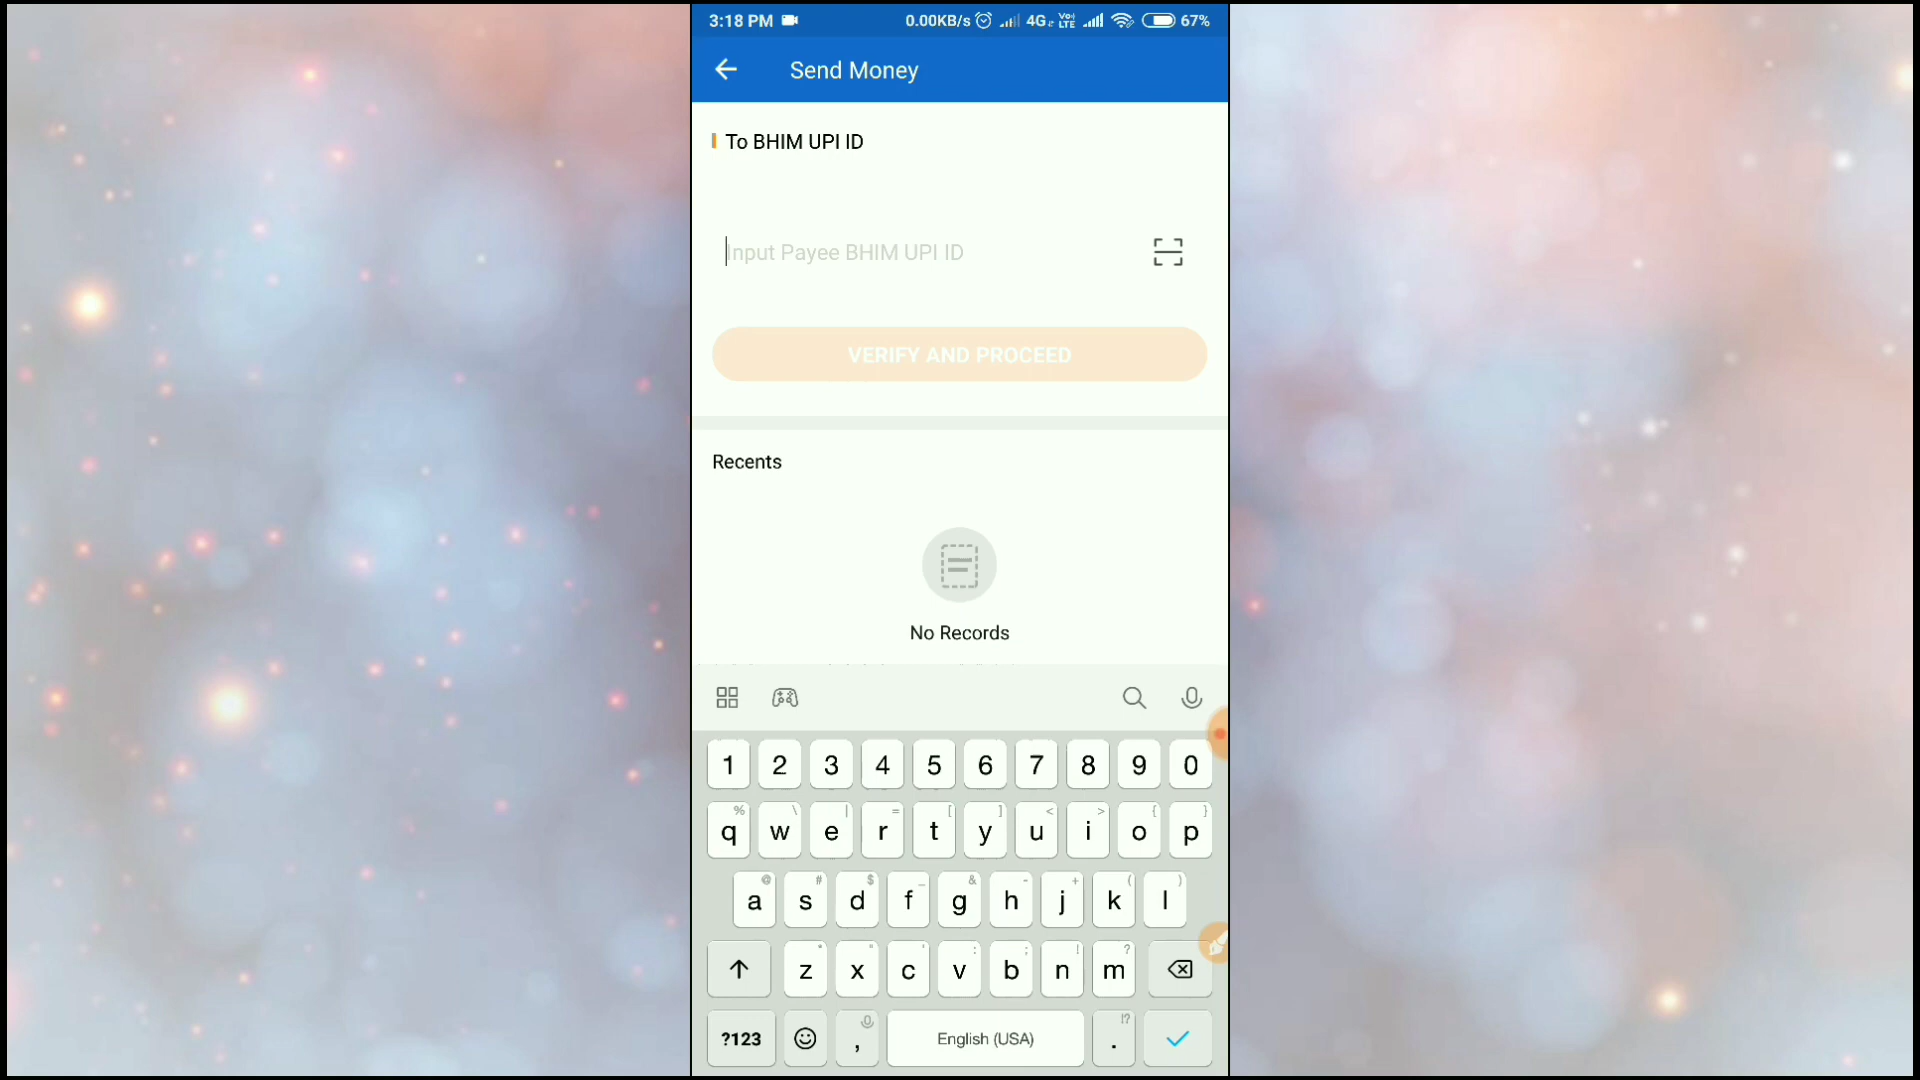 3:18 PM 0.00KB/s 4G Vo LTE 67%
Send Money
To BHIM UPI ID
Input Payee BHIM UPI ID
VERIFY AND PROCEED
Recents
No Records
1 2 3 4 5 6 7 8 9 0
% \ | = [ ] < > { }
q w e r t y u i o p
@ # $ _ & - + ( )
a s d f g h j k l
* " ' : ; ! ?
z x c v b n m
!?
?123 , English (USA) .